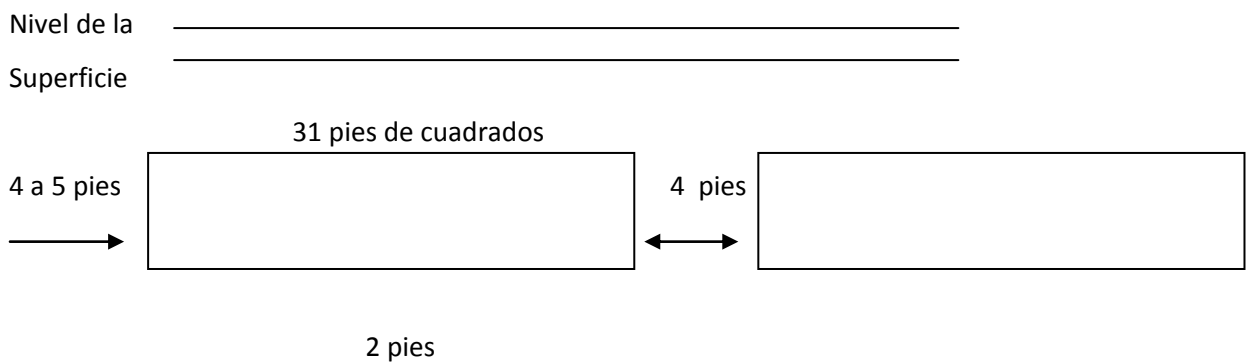 Nivel de la
Superficie
31 pies de cuadrados
4 a 5 pies
4 pies
2 pies